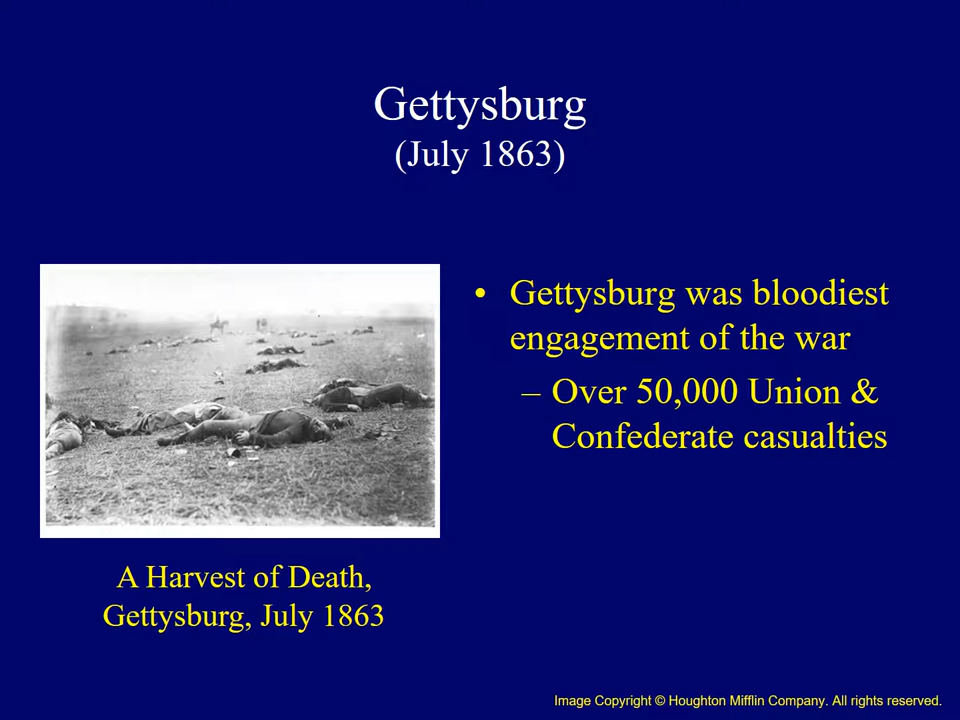 Gettysburg
(July 1863)
• Gettysburg was bloodiest
engagement of the war
– Over 50,000 Union &
Confederate casualties
A Harvest of Death,
Gettysburg, July 1863
Image Copyright © Houghton Mifflin Company. All rights reserved.